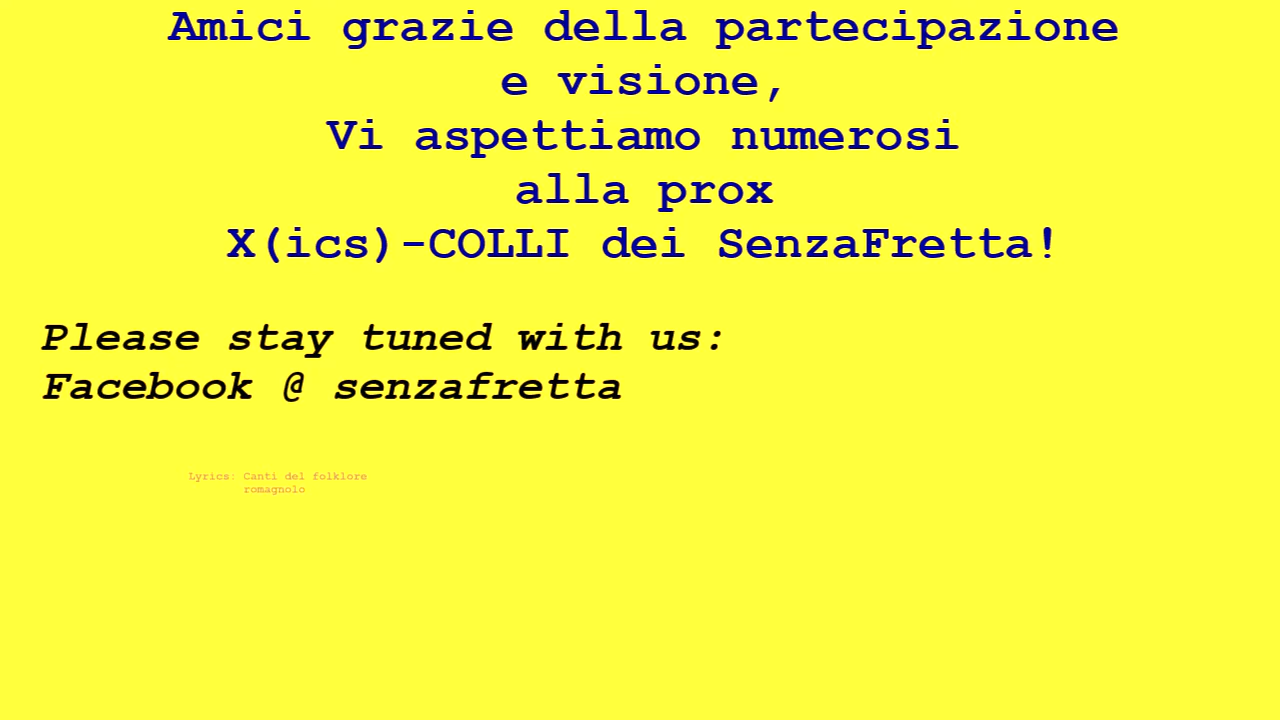 Amici grazie della partecipazione
e visione,
Vi aspettiamo numerosi
alla prox
X(ics)-COLLI dei SenzaFretta!
Please stay tuned with us:
Facebook @ senzafretta
Lyrics: Canti del folklore
romagnolo